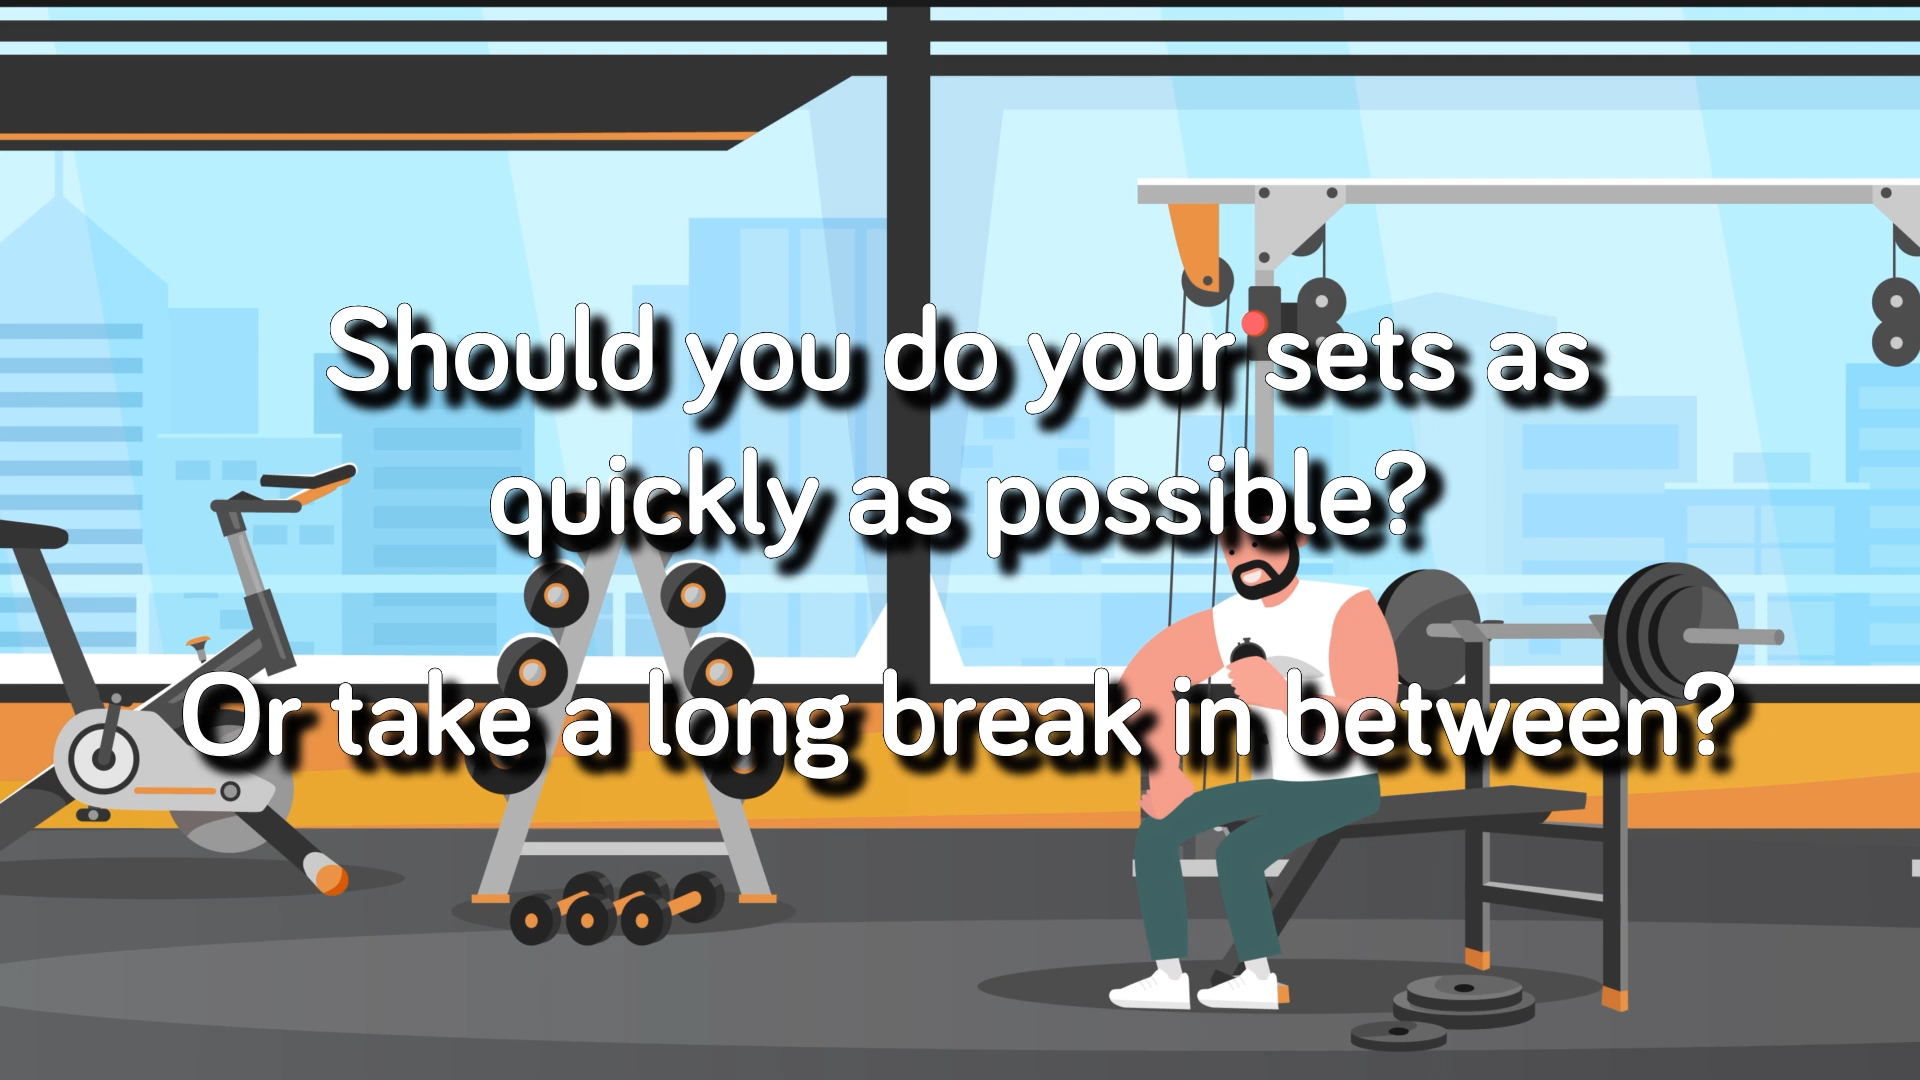 Should you do your sets as
quickly as possible?
Or take a long break in between?